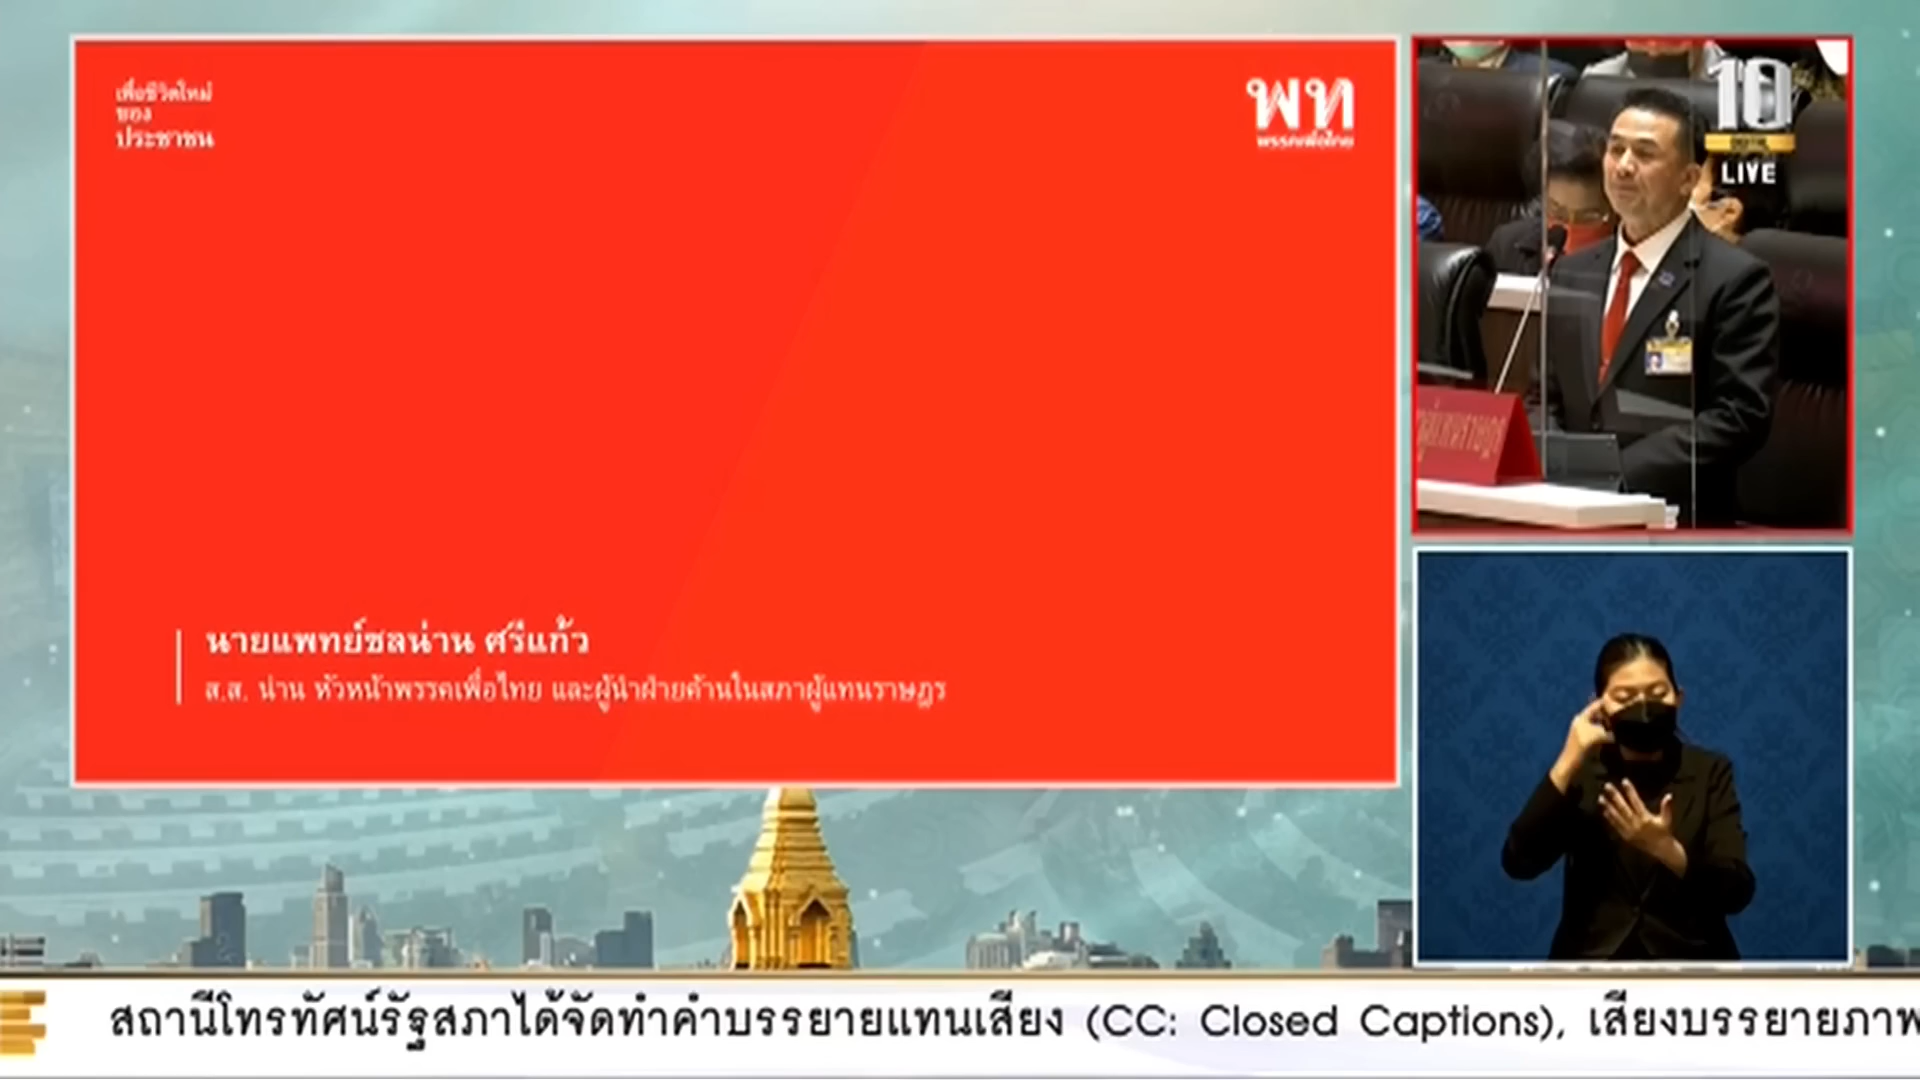 เพื่อชีวิตใหม่
ของ
ประชาชน
พท
พรรคเพื่อไทย
10
DIGITAL
LIVE
นายแพทย์ชลน่าน ศรีแก้ว
ส.ส. น่าน หัวหน้าพรรคเพื่อไทย และผู้นำฝ่ายค้านในสภาผู้แทนราษฎร
สถานีโทรทัศน์รัฐสภาได้จัดทำคำบรรยายแทนเสียง (CC: Closed Captions), เสียงบรรยายภาพ